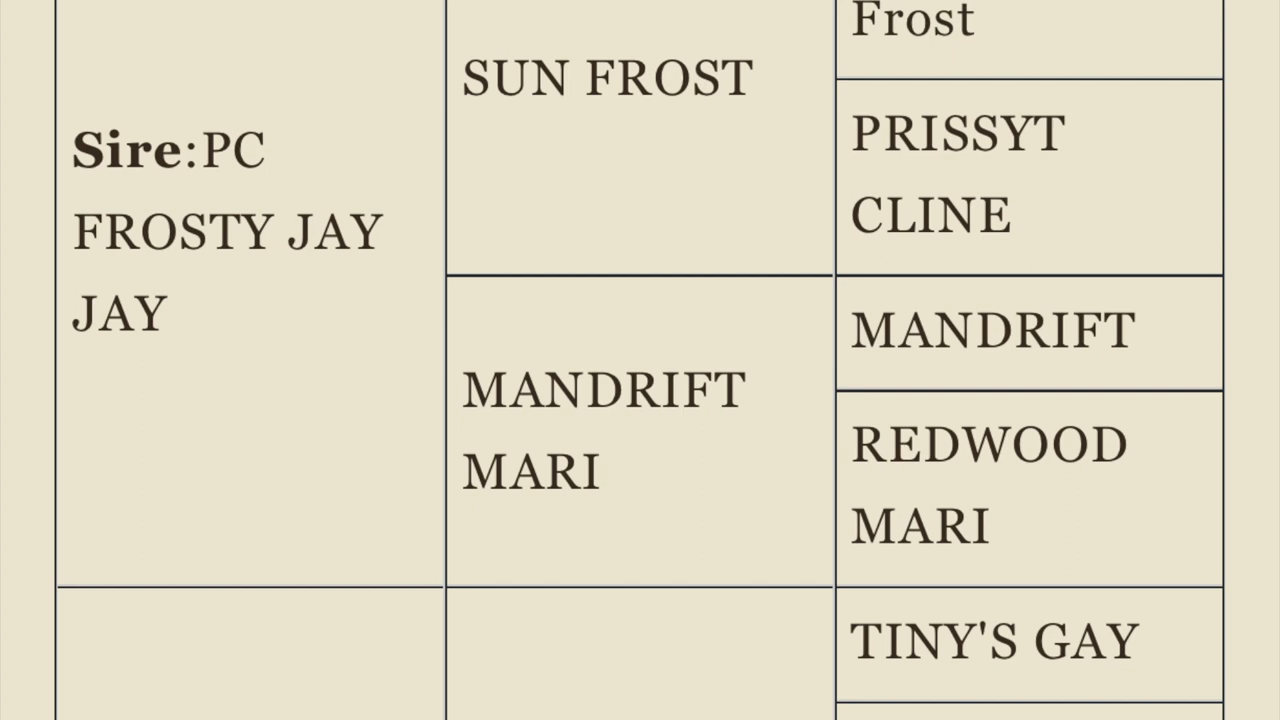 Frost
SUN FROST
PRISSYT
CLINE
Sire:PC
FROSTY JAY
JAY
MANDRIFT
MANDRIFT
MARI
REDWOOD
MARI
TINY'S GAY